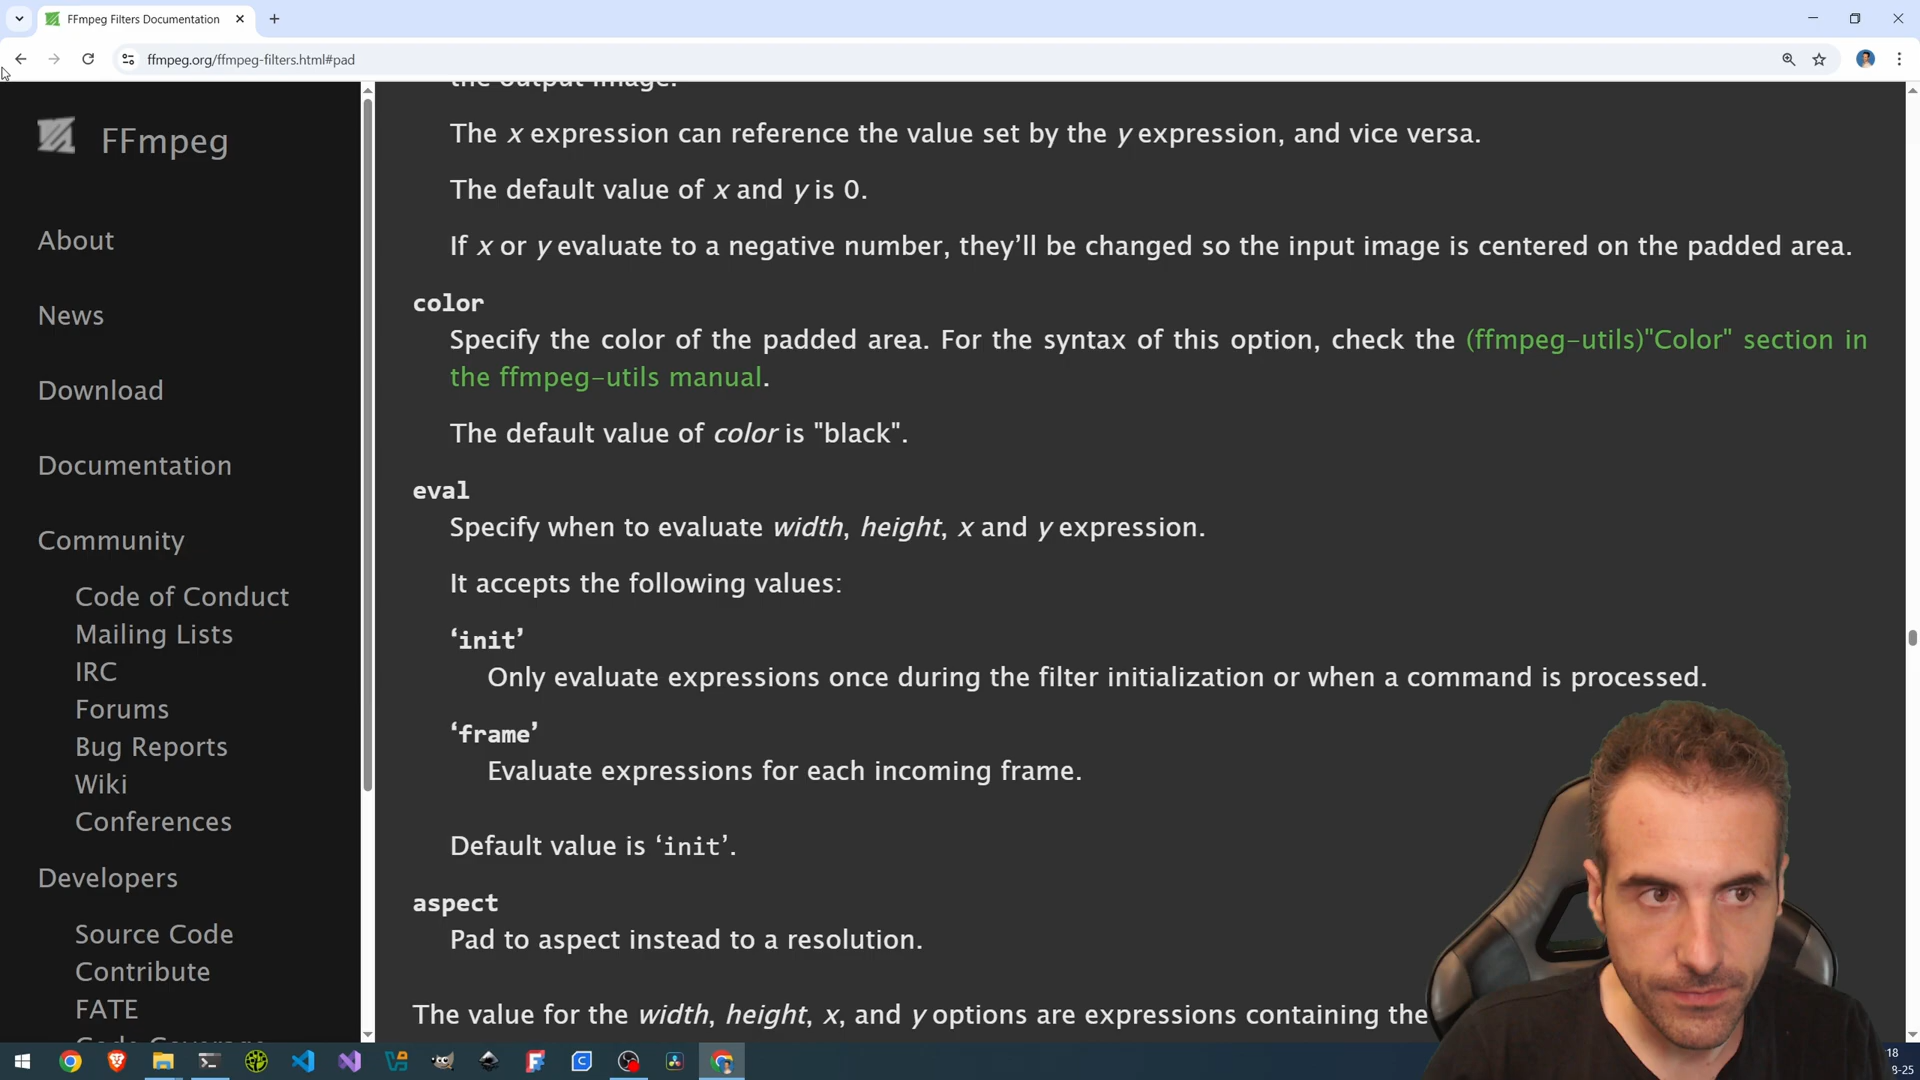 FFmpeg Filters Documentation
ffmpeg.org/ffmpeg-filters.html#pad
FFmpeg
About
News
Download
Documentation
Community
Code of Conduct
Mailing Lists
IRC
Forums
Bug Reports
Wiki
Conferences
Developers
Source Code
Contribute
FATE
Code Coverage
the output image.
The x expression can reference the value set by the y expression, and vice versa.
The default value of x and y is 0.
If x or y evaluate to a negative number, they’ll be changed so the input image is centered on the padded area.
color
Specify the color of the padded area. For the syntax of this option, check the (ffmpeg-utils)"Color" section in
the ffmpeg-utils manual.
The default value of color is "black".
eval
Specify when to evaluate width, height, x and y expression.
It accepts the following values:
‘init’
Only evaluate expressions once during the filter initialization or when a command is processed.
‘frame’
Evaluate expressions for each incoming frame.
Default value is ‘init’.
aspect
Pad to aspect instead to a resolution.
The value for the width, height, x, and y options are expressions containing the
18
9-25